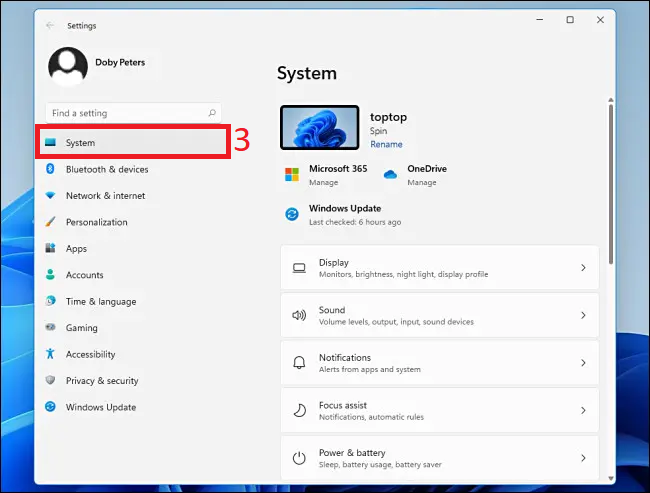 Settings
Doby Peters
Find a setting
System
3
Bluetooth & devices
Network & internet
Personalization
Apps
Accounts
Time & language
Gaming
Accessibility
Privacy & security
Windows Update
System
toptop
Spin
Rename
Microsoft 365
Manage
OneDrive
Manage
Windows Update
Last checked: 6 hours ago
Display
Monitors, brightness, night light, display profile
Sound
Volume levels, output, input, sound devices
Notifications
Alerts from apps and system
Focus assist
Notifications, automatic rules
Power & battery
Sleep, battery usage, battery saver